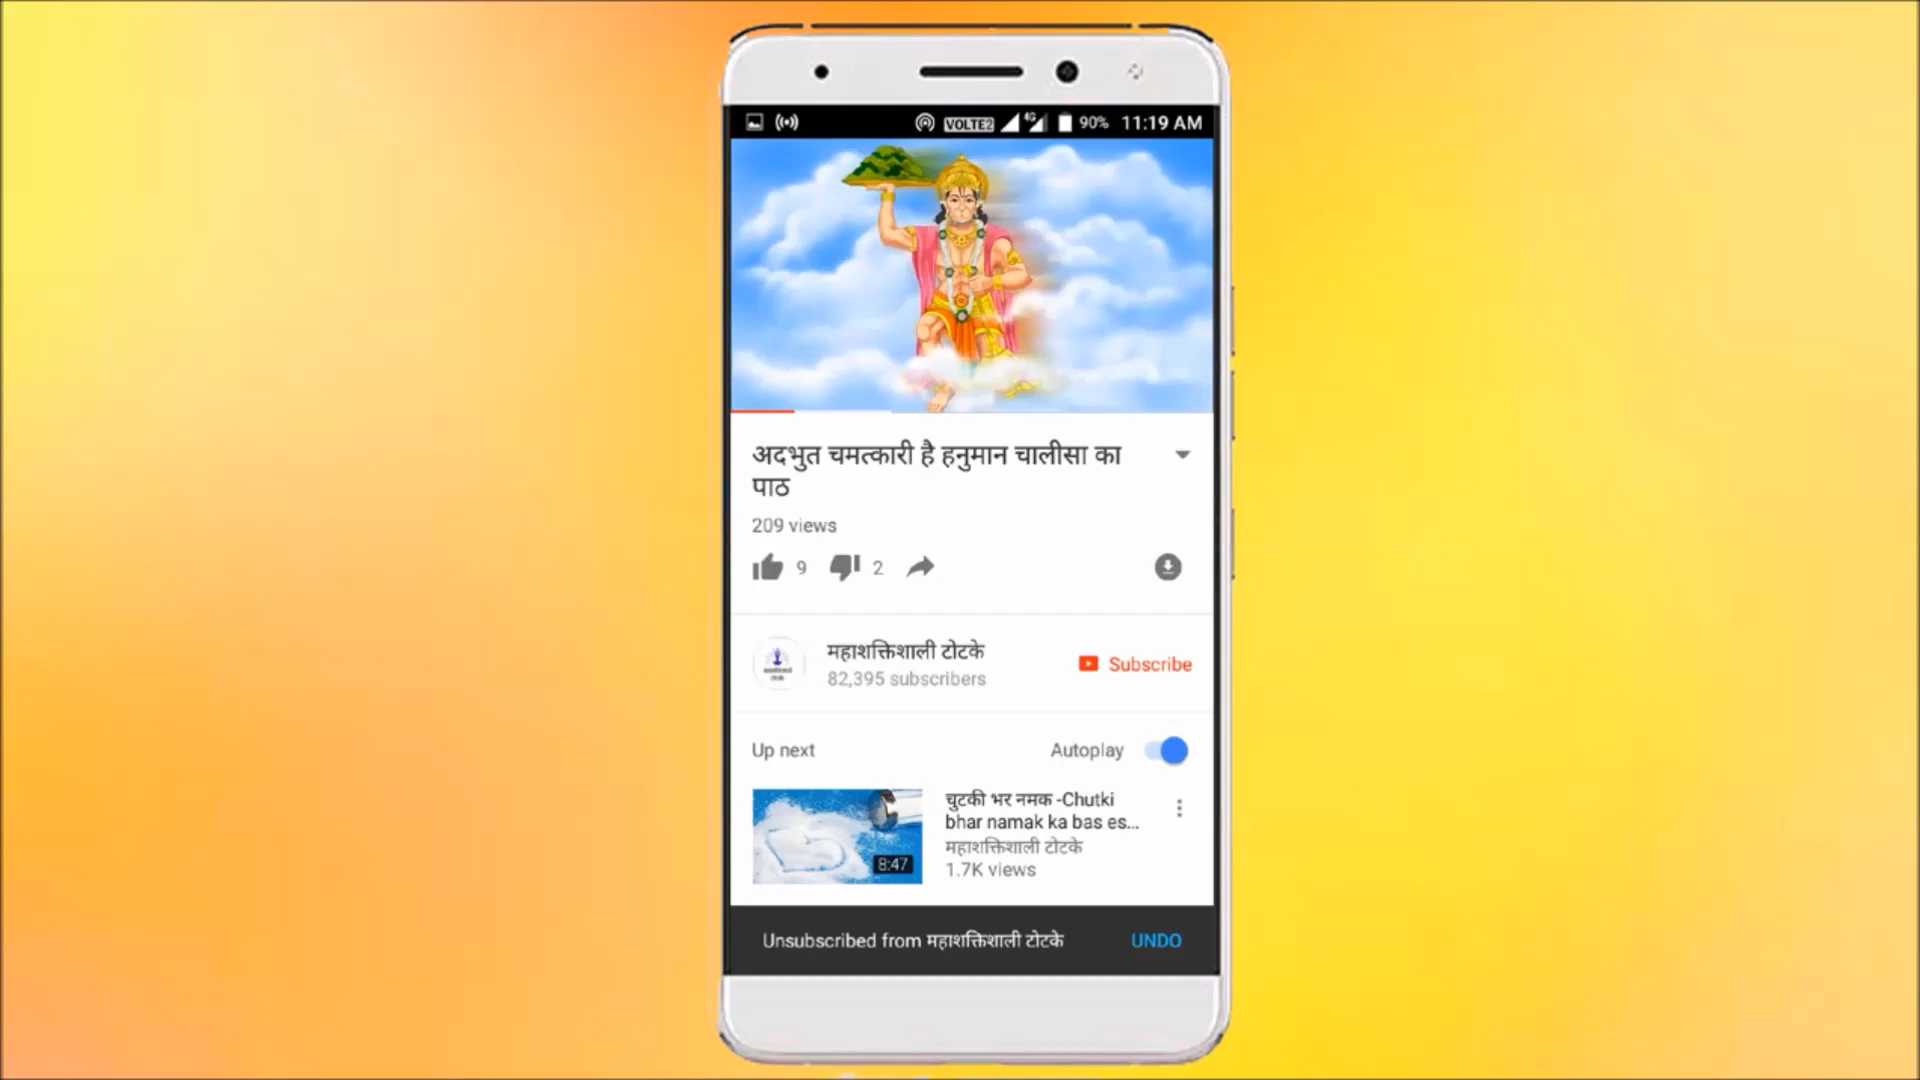 VOLTE2 4G 90% 11:19 AM
अदभुत चमत्कारी है हनुमान चालीसा का
पाठ
209 views
9 2
महाशक्तिशाली टोटके
82,395 subscribers
Subscribe
Up next
Autoplay
चुटकी भर नमक -Chutki
bhar namak ka bas es...
महाशक्तिशाली टोटके
1.7K views
8:47
Unsubscribed from महाशक्तिशाली टोटके
UNDO